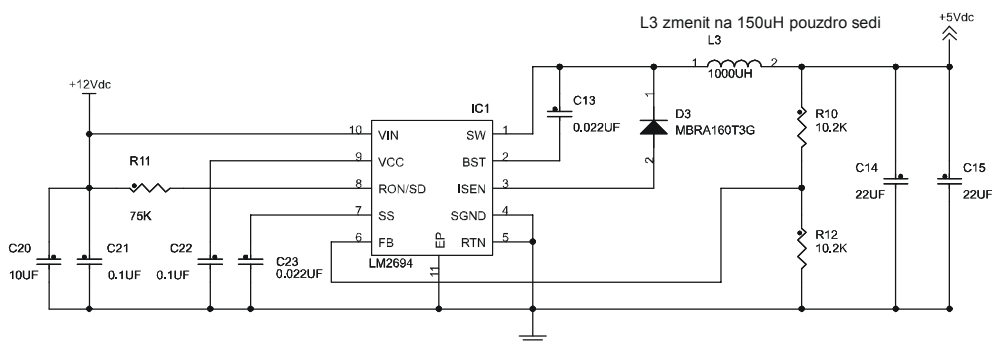 L3 zmenit na 150uH pouzdro sedi
+5Vdc
L3
1 2
1000UH
+12Vdc
IC1
C13
0.022UF
1
D3
MBRA160T3G
2
R10
10.2K
10 VIN SW 1
R11
75K
9 VCC BST 2
8 RON/SD ISEN 3
7 SS SGND 4
6 FB EP RTN 5
LM2694
11
C14
22UF
C15
22UF
R12
10.2K
C20
10UF
C21
0.1UF
C22
0.1UF
C23
0.022UF